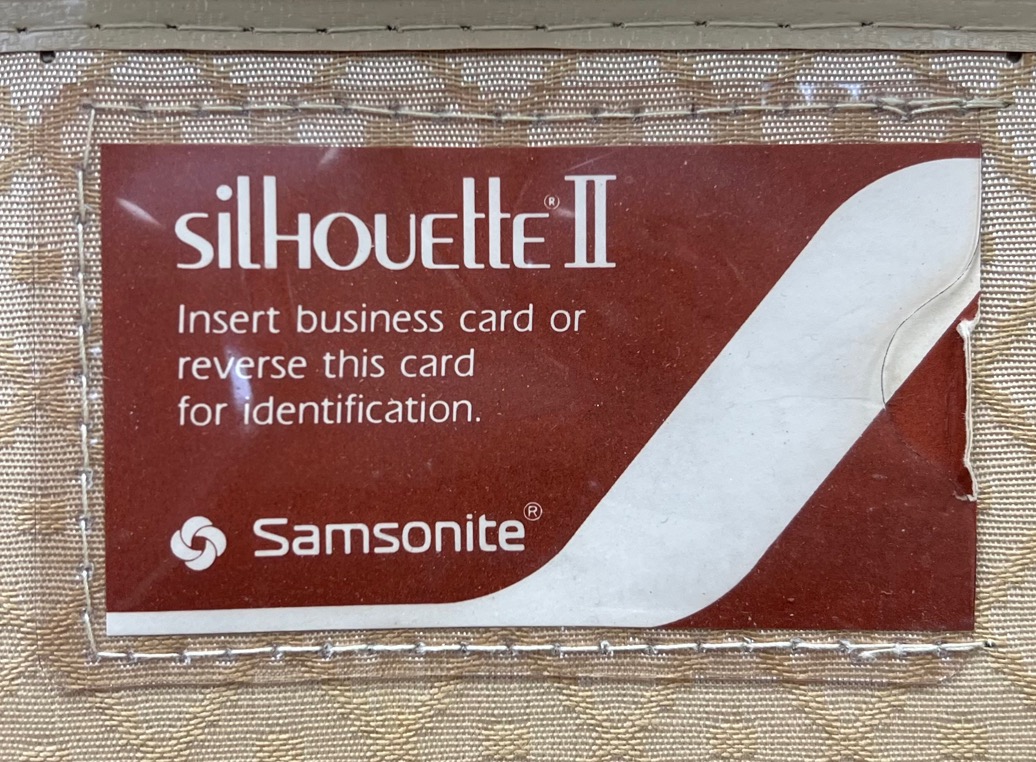 silhouette® II
Insert business card or
reverse this card
for identification.
Samsonite®